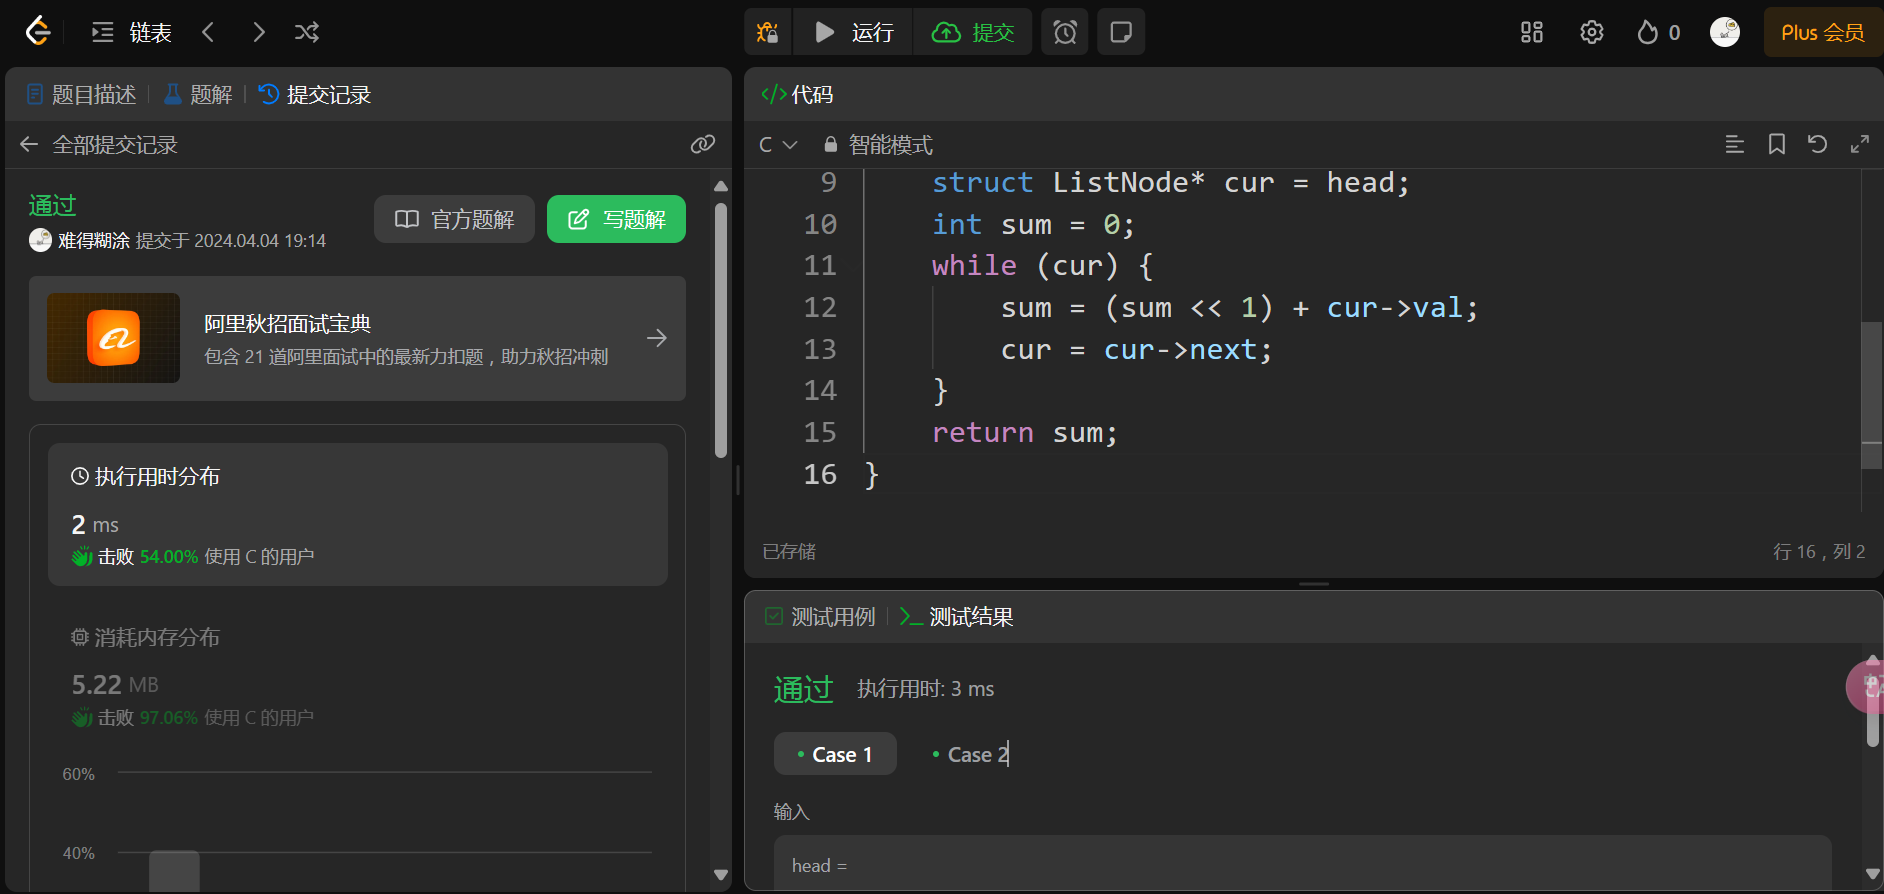 链表
运行
提交
0
Plus 会员
题目描述
题解
提交记录
全部提交记录
通过
难得糊涂 提交于 2024.04.04 19:14
官方题解
写题解
阿里秋招面试宝典
包含 21 道阿里面试中的最新力扣题，助力秋招冲刺
执行用时分布
2 ms
击败 54.00% 使用 C 的用户
消耗内存分布
5.22 MB
击败 97.06% 使用 C 的用户
60%
40%
</> 代码
C
智能模式
9 struct ListNode* cur = head;
10 int sum = 0;
11 while (cur) {
12 sum = (sum << 1) + cur->val;
13 cur = cur->next;
14 }
15 return sum;
16 }
已存储
行 16，列 2
测试用例
测试结果
通过 执行用时: 3 ms
Case 1
Case 2
输入
head =